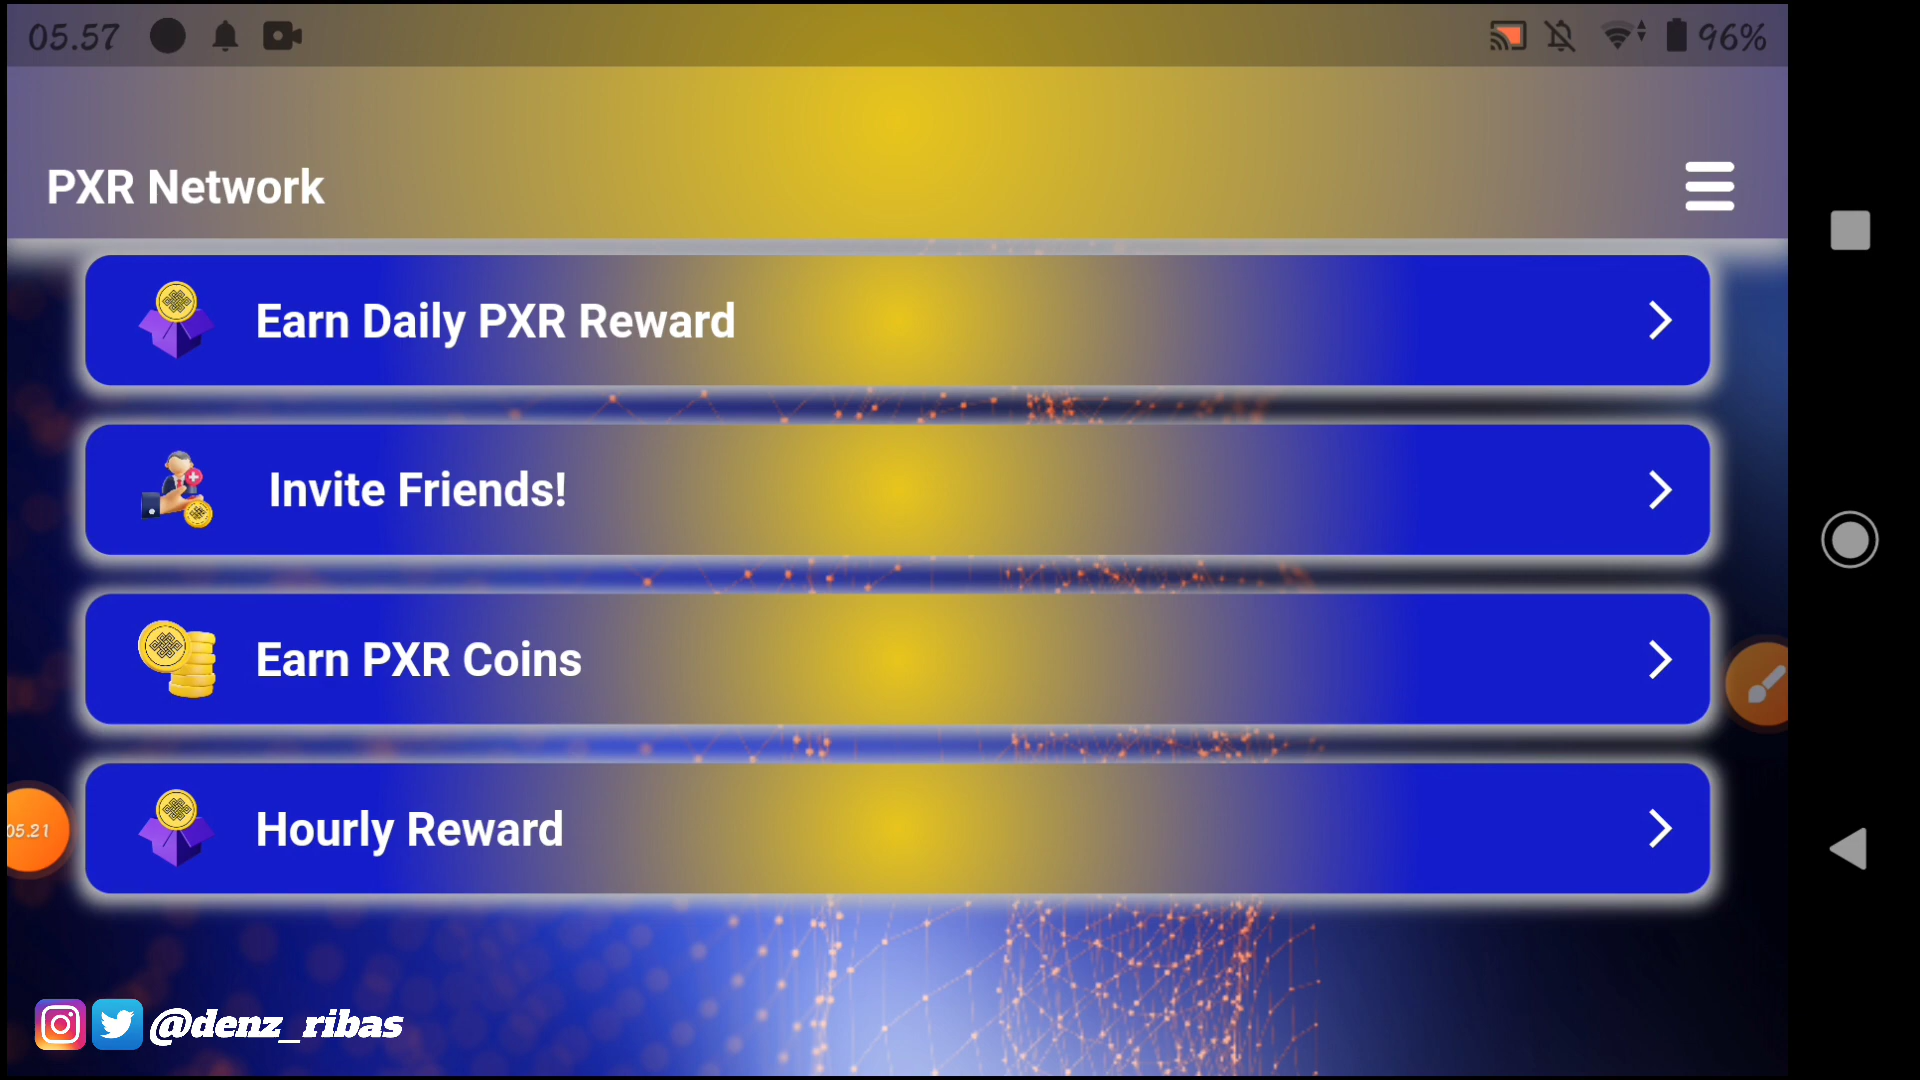 05.57
96%
PXR Network
Earn Daily PXR Reward
Invite Friends!
Earn PXR Coins
05.21
Hourly Reward
@denz_ribas